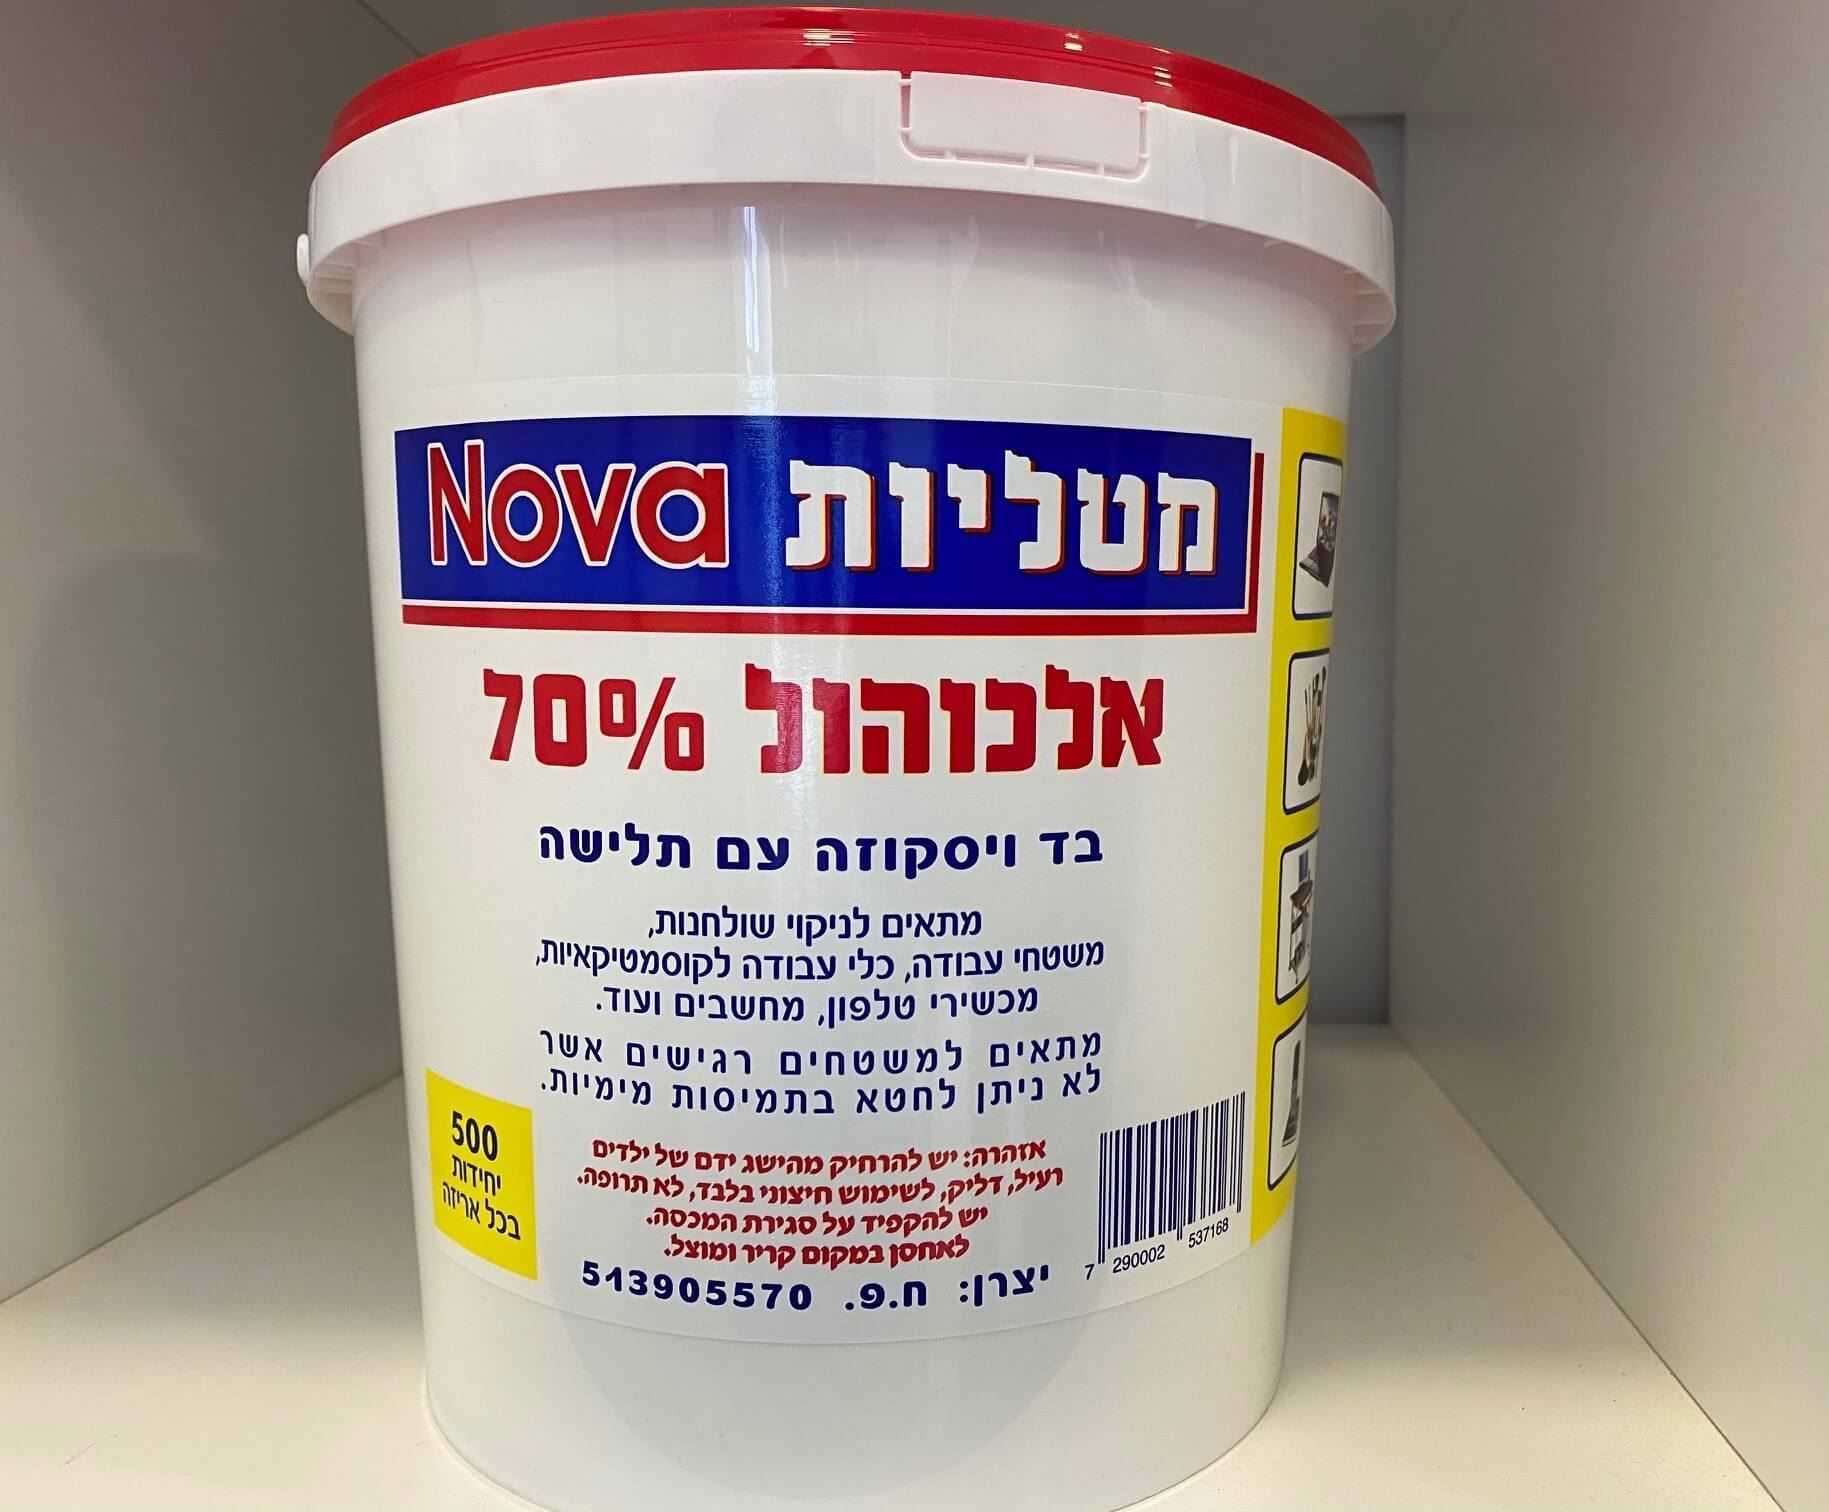 מטליות Nova
אלכוהול 70%
בד ויסקוזה עם תלישה
מתאים לניקוי שולחנות,
משטחי עבודה, כלי עבודה לקוסמטיקאיות,
מכשירי טלפון, מחשבים ועוד.
מתאים למשטחים רגישים אשר
לא ניתן לחטא בתמיסות מימיות.
500
יחידות
בכל אריזה
אזהרה: יש להרחיק מהישג ידם של ילדים
רעיל, דליק, לשימוש חיצוני בלבד, לא תרופה.
יש להקפיד על סגירת המכסה.
לאחסן במקום קריר ומוצל.
יצרן: ח.פ. 513905570
7 290002 537168